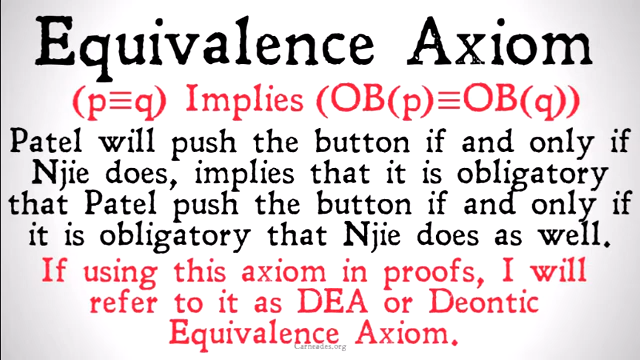 Equivalence Axiom
(p≡q) Implies (OB(p)≡OB(q))
Patel will push the button if and only if
Njie does, implies that it is obligatory
that Patel push the button if and only if
it is obligatory that Njie does as well.
If using this axiom in proofs, I will
refer to it as DEA or Deontic
Equivalence Axiom.
Carneades.org